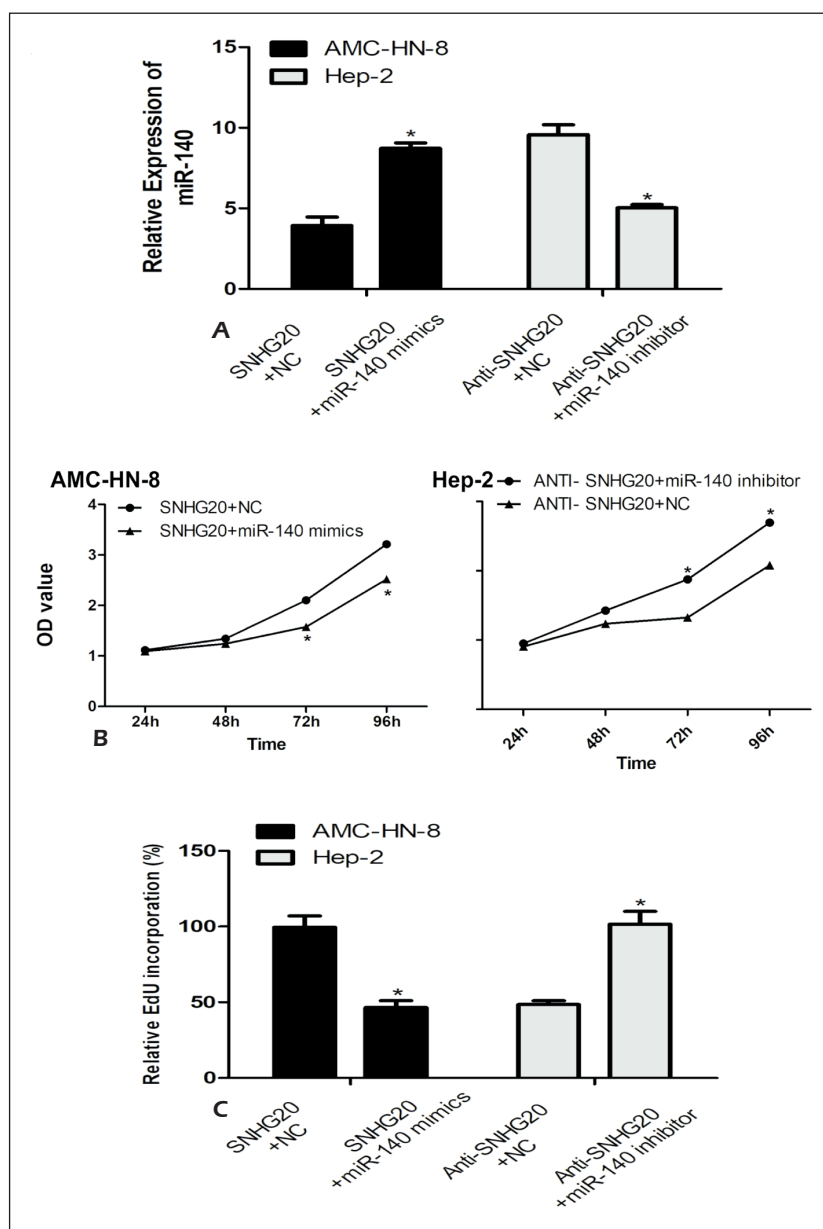 AMC-HN-8
Hep-2
Relative Expression of
miR-140
15
10
5
0
*
*
A
SNHG20
+NC
SNHG20
+miR-140 mimics
Anti-SNHG20
+NC
Anti-SNHG20
+miR-140 inhibitor
AMC-HN-8
SNHG20+NC
SNHG20+miR-140 mimics
OD value
4
3
2
1
0
*
*
24h 48h 72h 96h
Time
B
Hep-2
ANTI- SNHG20+miR-140 inhibitor
ANTI- SNHG20+NC
*
*
24h 48h 72h 96h
Time
AMC-HN-8
Hep-2
Relative EdU incorporation (%)
150
100
50
0
*
*
C
SNHG20
+NC
SNHG20
+miR-140 mimics
Anti-SNHG20
+NC
Anti-SNHG20
+miR-140 inhibitor